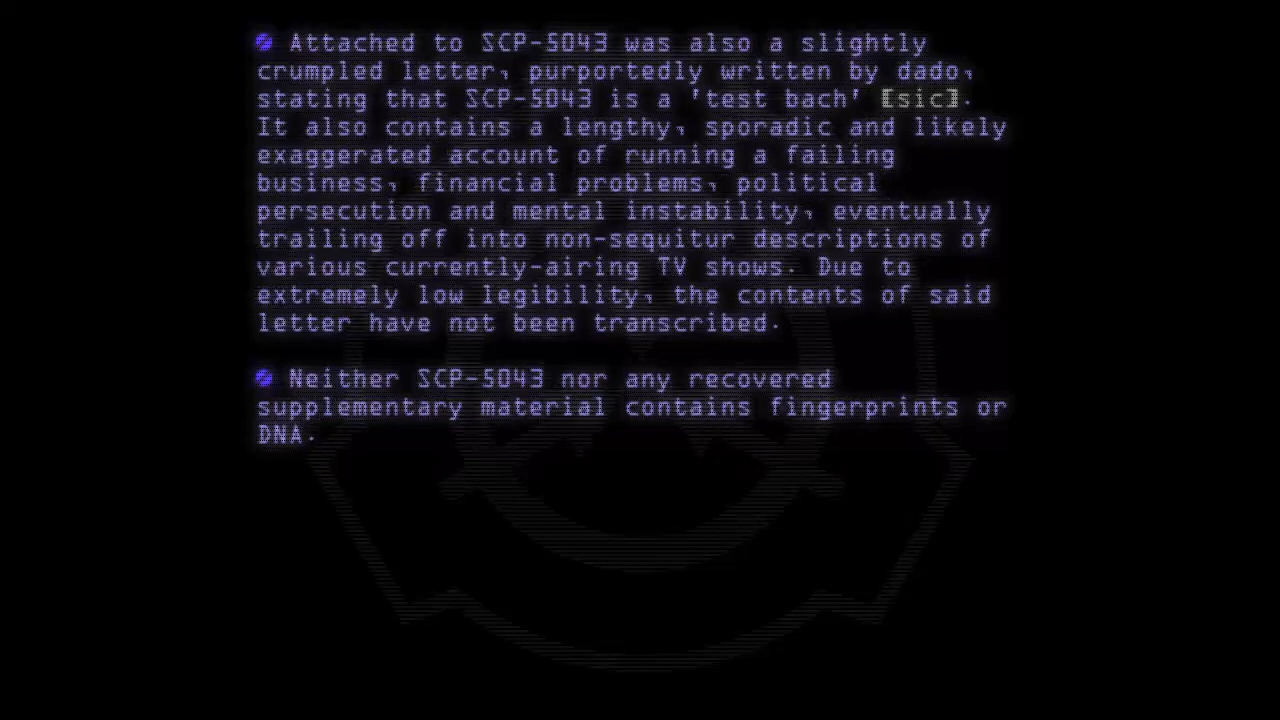 Attached to SCP-5043 was also a slightly
crumpled letter, purportedly written by dado,
stating that SCP-5043 is a 'test bach' [sic].
It also contains a lengthy, sporadic and likely
exaggerated account of running a failing
business, financial problems, political
persecution and mental instability, eventually
trailing off into non-sequitur descriptions of
various currently-airing TV shows. Due to
extremely low legibility, the contents of said
letter have not been transcribed.
Neither SCP-5043 nor any recovered
supplementary material contains fingerprints or
DNA.